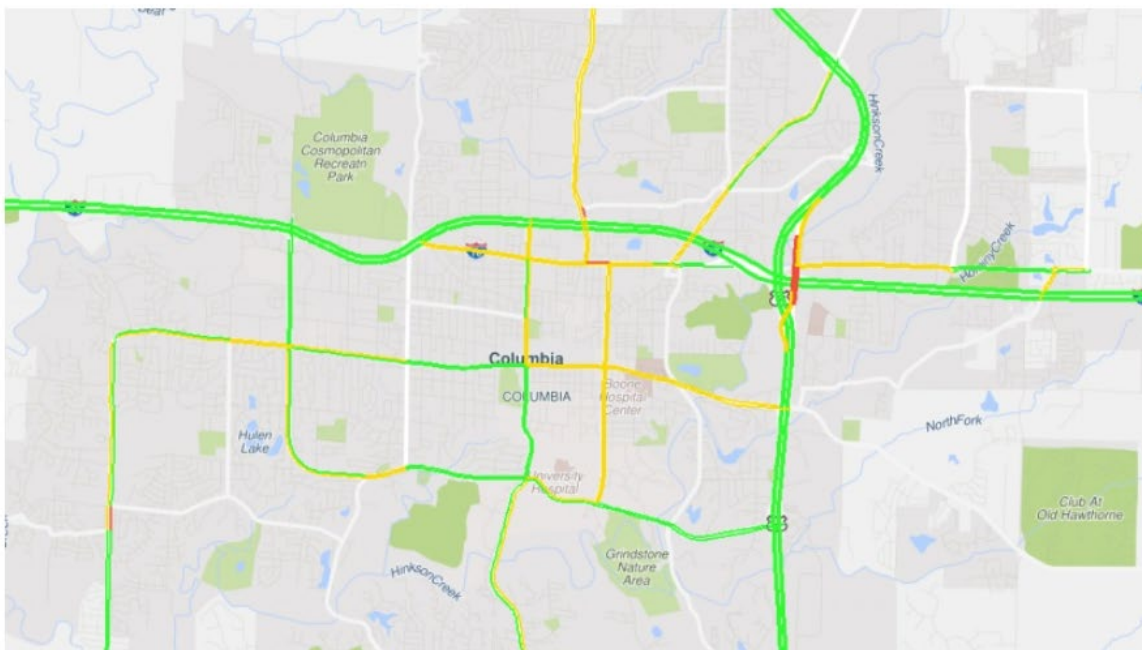 HinksonCreek
Columbia
Cosmopolitan
Recreatn
Park
HominyCreek
Columbia
COLUMBIA
Boone
Hospital
Center
Hulen
Lake
NorthFork
University
Hospital
Club At
Old Hawthorne
Grindstone
Nature
Area
HinksonCreek